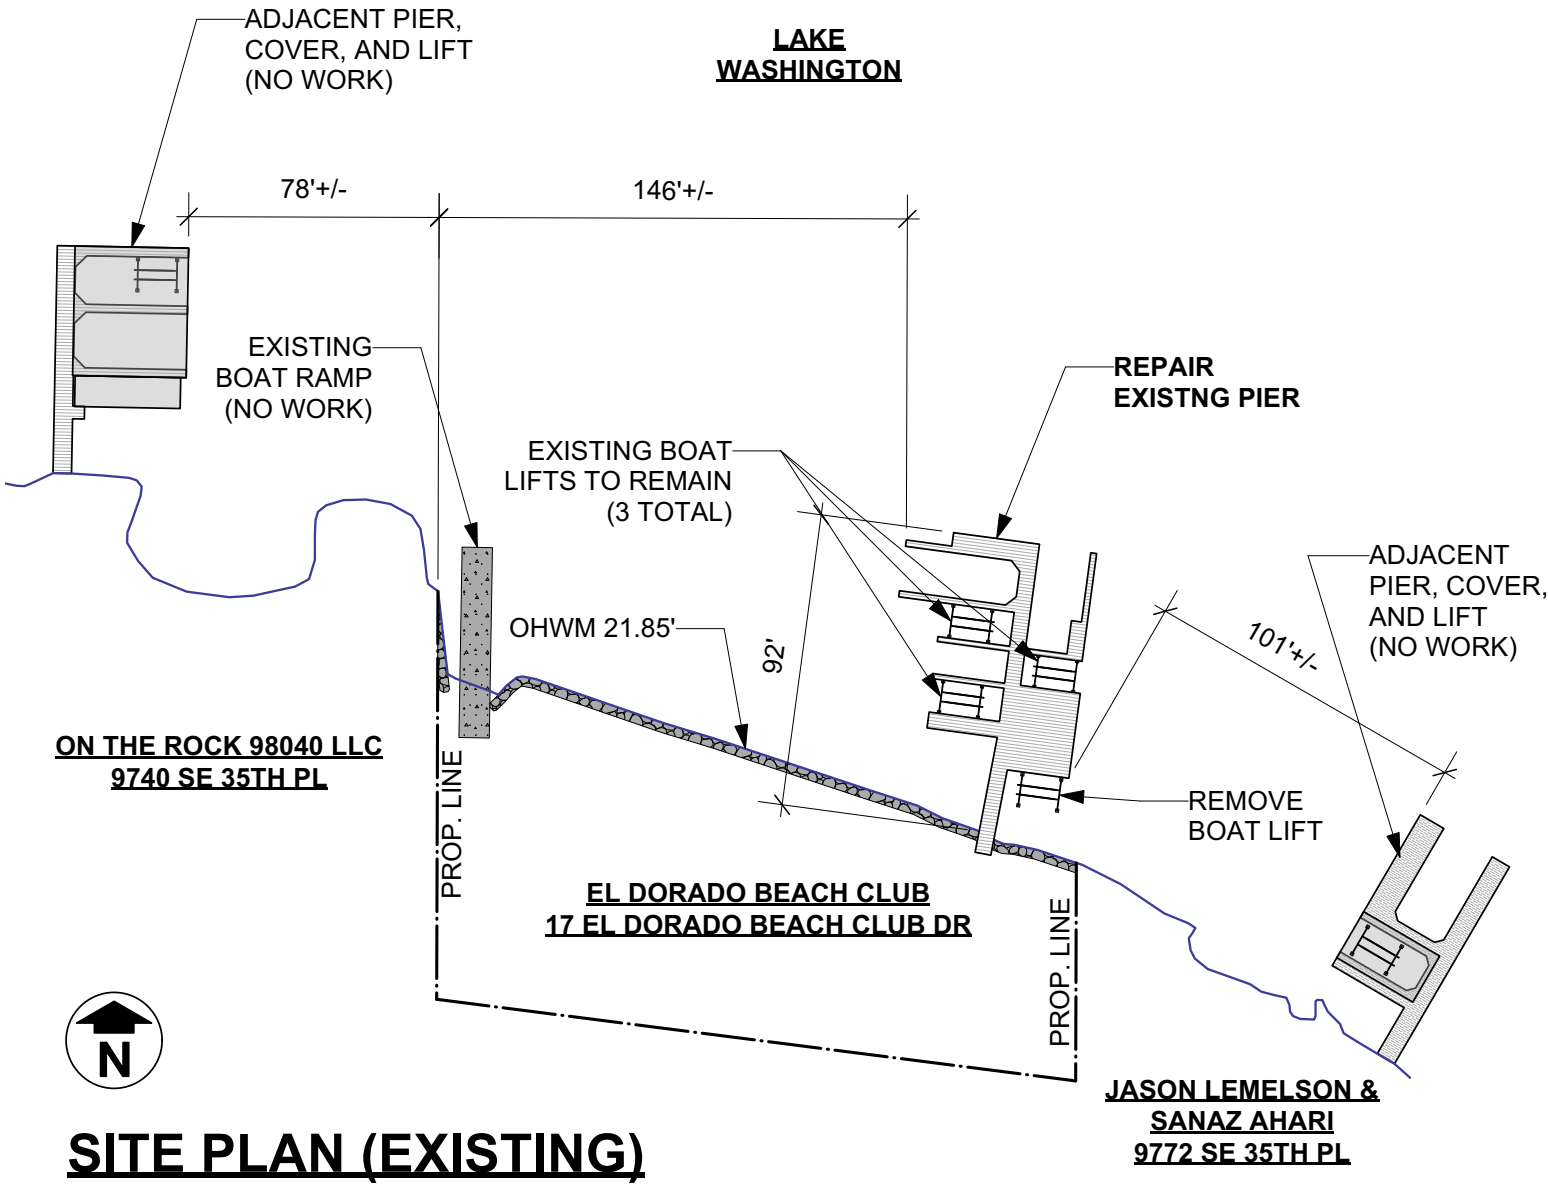 ADJACENT PIER,
COVER, AND LIFT
(NO WORK)
LAKE
WASHINGTON
78'+/-
146'+/-
EXISTING
BOAT RAMP
(NO WORK)
REPAIR
EXISTNG PIER
EXISTING BOAT
LIFTS TO REMAIN
(3 TOTAL)
ADJACENT
PIER, COVER,
AND LIFT
(NO WORK)
OHWM 21.85'
92'
101'+/-
ON THE ROCK 98040 LLC
9740 SE 35TH PL
PROP. LINE
REMOVE
BOAT LIFT
EL DORADO BEACH CLUB
17 EL DORADO BEACH CLUB DR
PROP. LINE
N
JASON LEMELSON &
SANAZ AHARI
9772 SE 35TH PL
SITE PLAN (EXISTING)